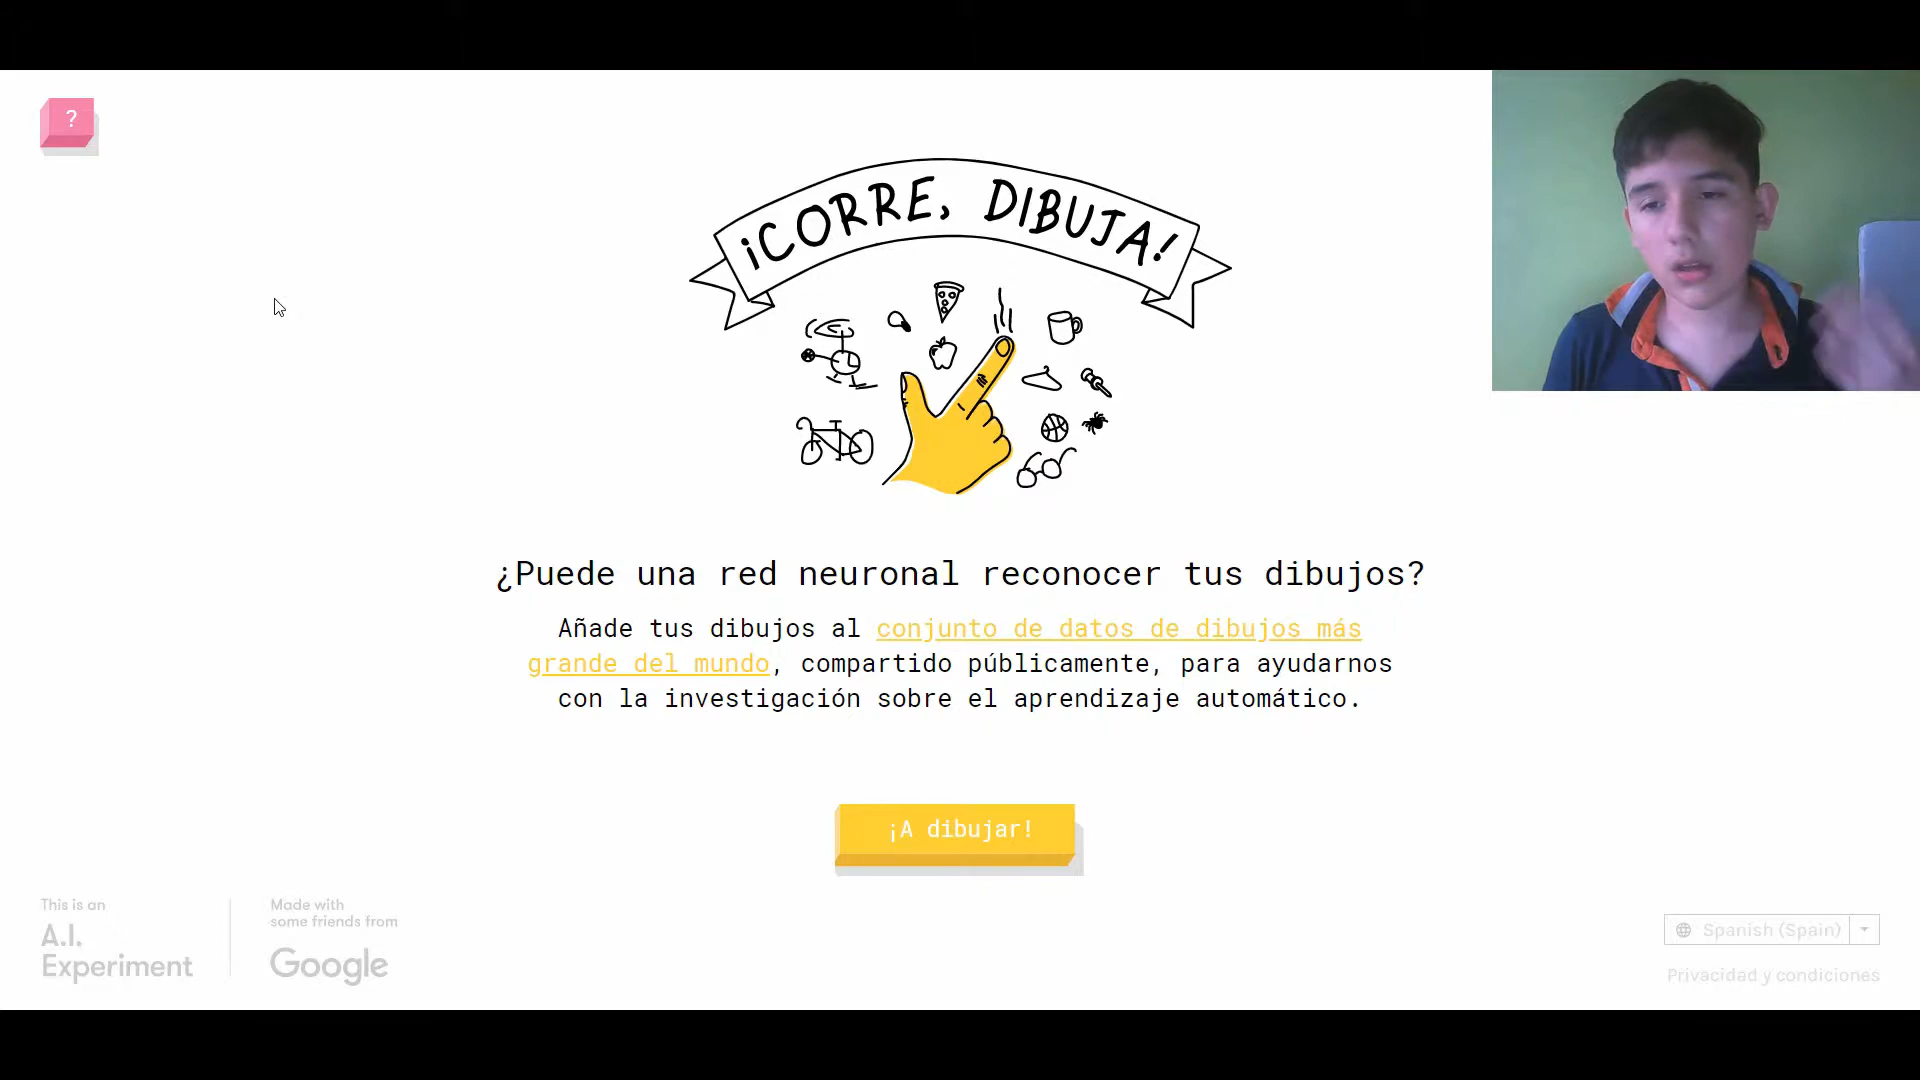 ?
¡CORRE, DIBUJA!
¿Puede una red neuronal reconocer tus dibujos?
Añade tus dibujos al conjunto de datos de dibujos más
grande del mundo, compartido públicamente, para ayudarnos
con la investigación sobre el aprendizaje automático.
¡A dibujar!
This is an
A.I.
Experiment
Made with
some friends from
Google
Spanish (Spain)
Privacidad y condiciones